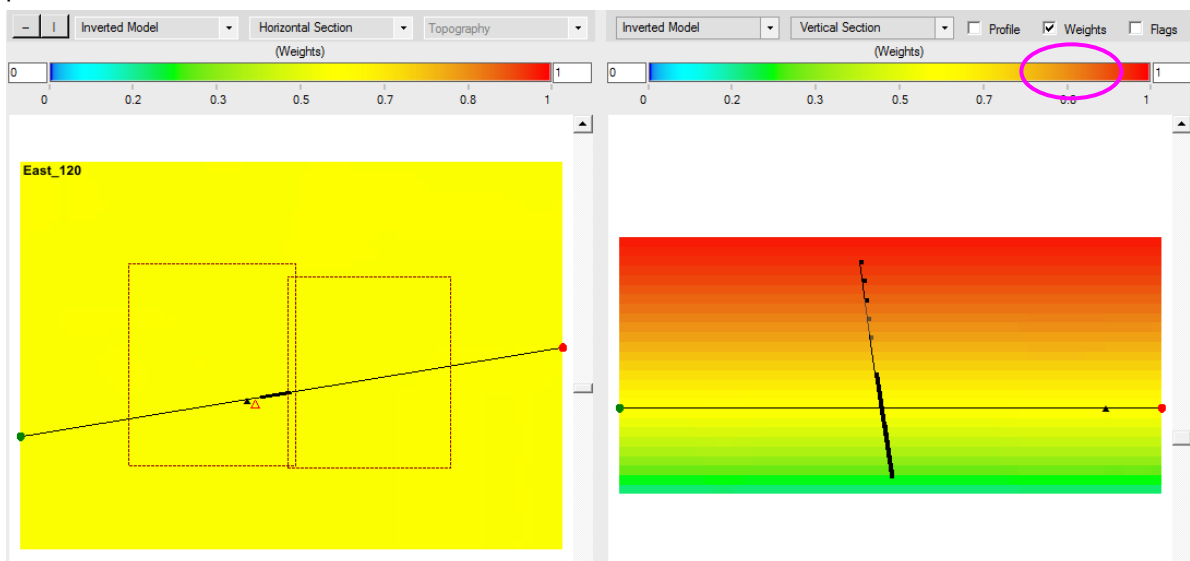 – | Inverted Model Horizontal Section Topography
(Weights)
0 1
0 0.2 0.3 0.5 0.7 0.8 1
East_120
Inverted Model Vertical Section Profile Weights Flags
(Weights)
0 1
0 0.2 0.3 0.5 0.7 0.8 1